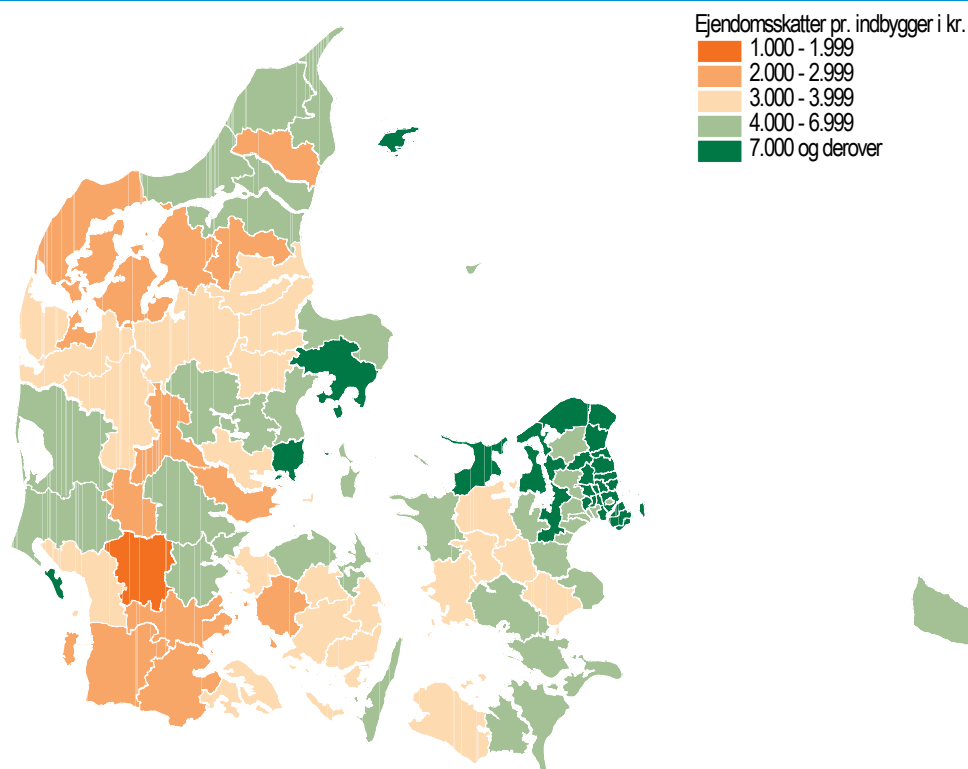 Ejendomsskatter pr. indbygger i kr.
1.000 - 1.999
2.000 - 2.999
3.000 - 3.999
4.000 - 6.999
7.000 og derover